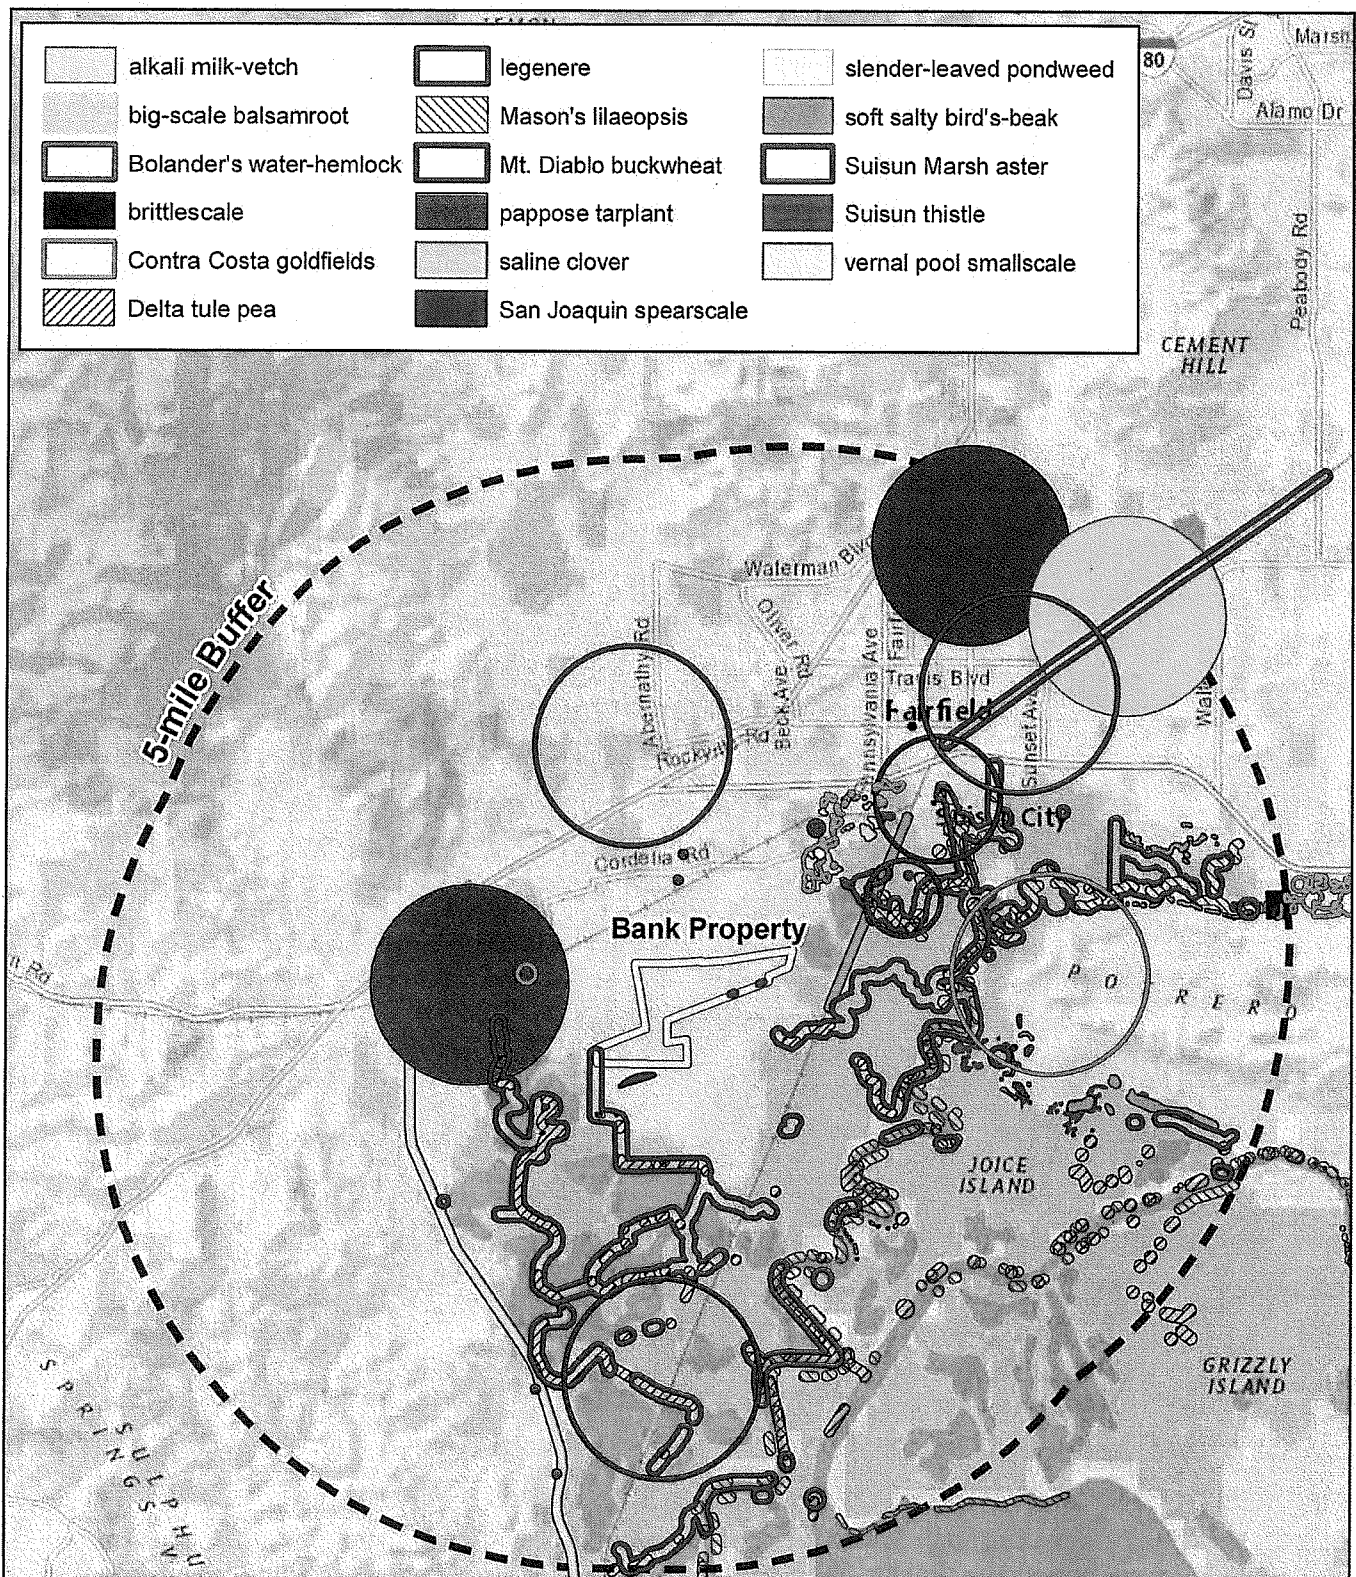 alkali milk-vetch
big-scale balsamroot
Bolander's water-hemlock
brittlescale
Contra Costa goldfields
Delta tule pea
legenere
Mason's lilaeopsis
Mt. Diablo buckwheat
pappose tarplant
saline clover
San Joaquin spearscale
slender-leaved pondweed
soft salty bird's-beak
Suisun Marsh aster
Suisun thistle
vernal pool smallscale
80
Davis St
Marsh
Alamo Dr
Peabody Rd
CEMENT
HILL
5-mile Buffer
Waterman Blvd
Oliver Rd
Abernathy Rd
Beck Ave
Rockville Rd
Travis Blvd
Fairfield
Sunset Ave
Suisun City
Cordelia Rd
Bank Property
POTRERO
JOICE
ISLAND
GRIZZLY
ISLAND
SULPHU
SPRINGS